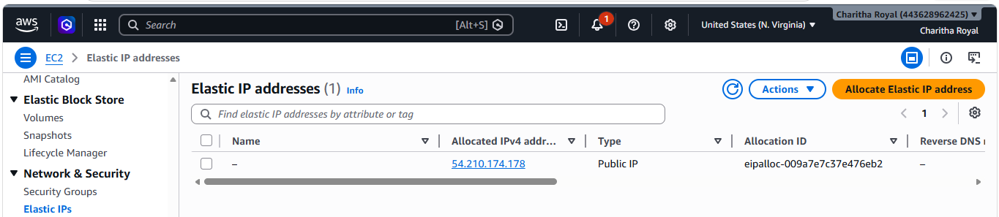 aws
Search
[Alt+S]
1
United States (N. Virginia)
Charitha Royal (443628962425)
Charitha Royal
EC2
Elastic IP addresses
AMI Catalog
Elastic Block Store
Volumes
Snapshots
Lifecycle Manager
Network & Security
Security Groups
Elastic IPs
Elastic IP addresses (1) Info
Actions
Allocate Elastic IP address
Find elastic IP addresses by attribute or tag
1
Name Allocated IPv4 addr... Type Allocation ID Reverse DNS
– 54.210.174.178 Public IP eipalloc-009a7e7c37e476eb2 –